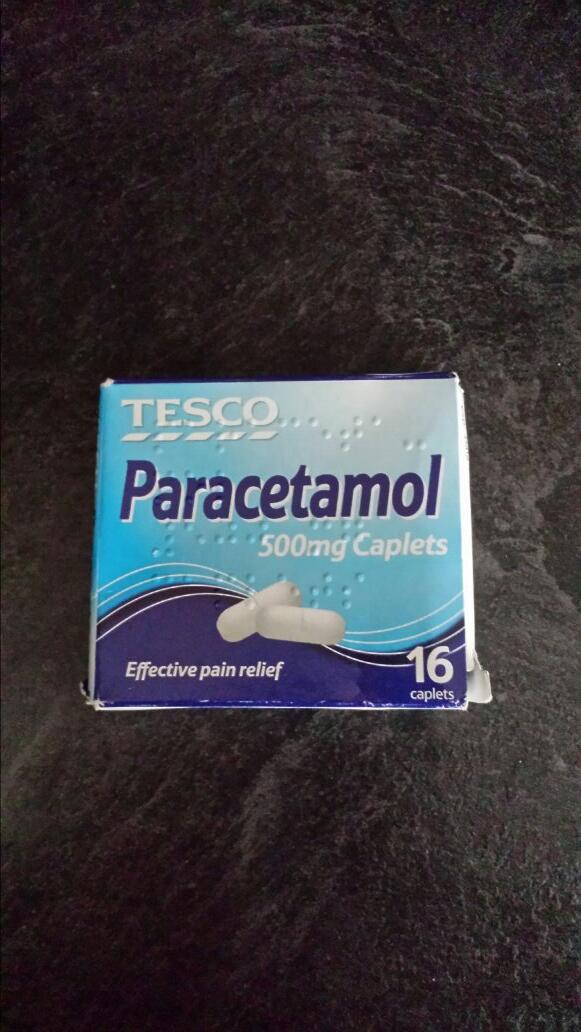 TESCO
Paracetamol
500mg Caplets
Effective pain relief
16
caplets